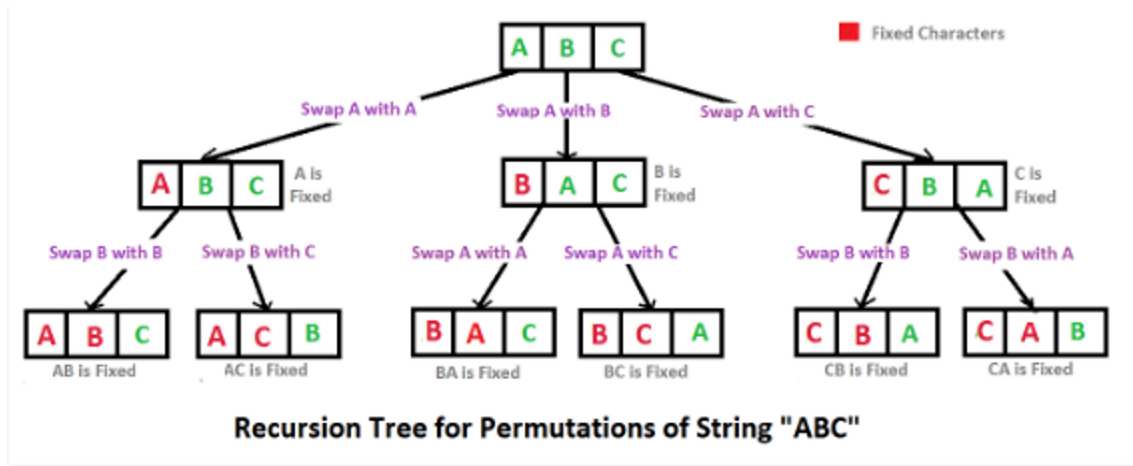 A B C
Fixed Characters
Swap A with A
Swap A with B
Swap A with C
A B C
A is
Fixed
B A C
B is
Fixed
C B A
C is
Fixed
Swap B with B
Swap B with C
Swap A with A
Swap A with C
Swap B with B
Swap B with A
A B C
A C B
B A C
B C A
C B A
C A B
AB is Fixed
AC is Fixed
BA is Fixed
BC is Fixed
CB is Fixed
CA is Fixed
Recursion Tree for Permutations of String "ABC"